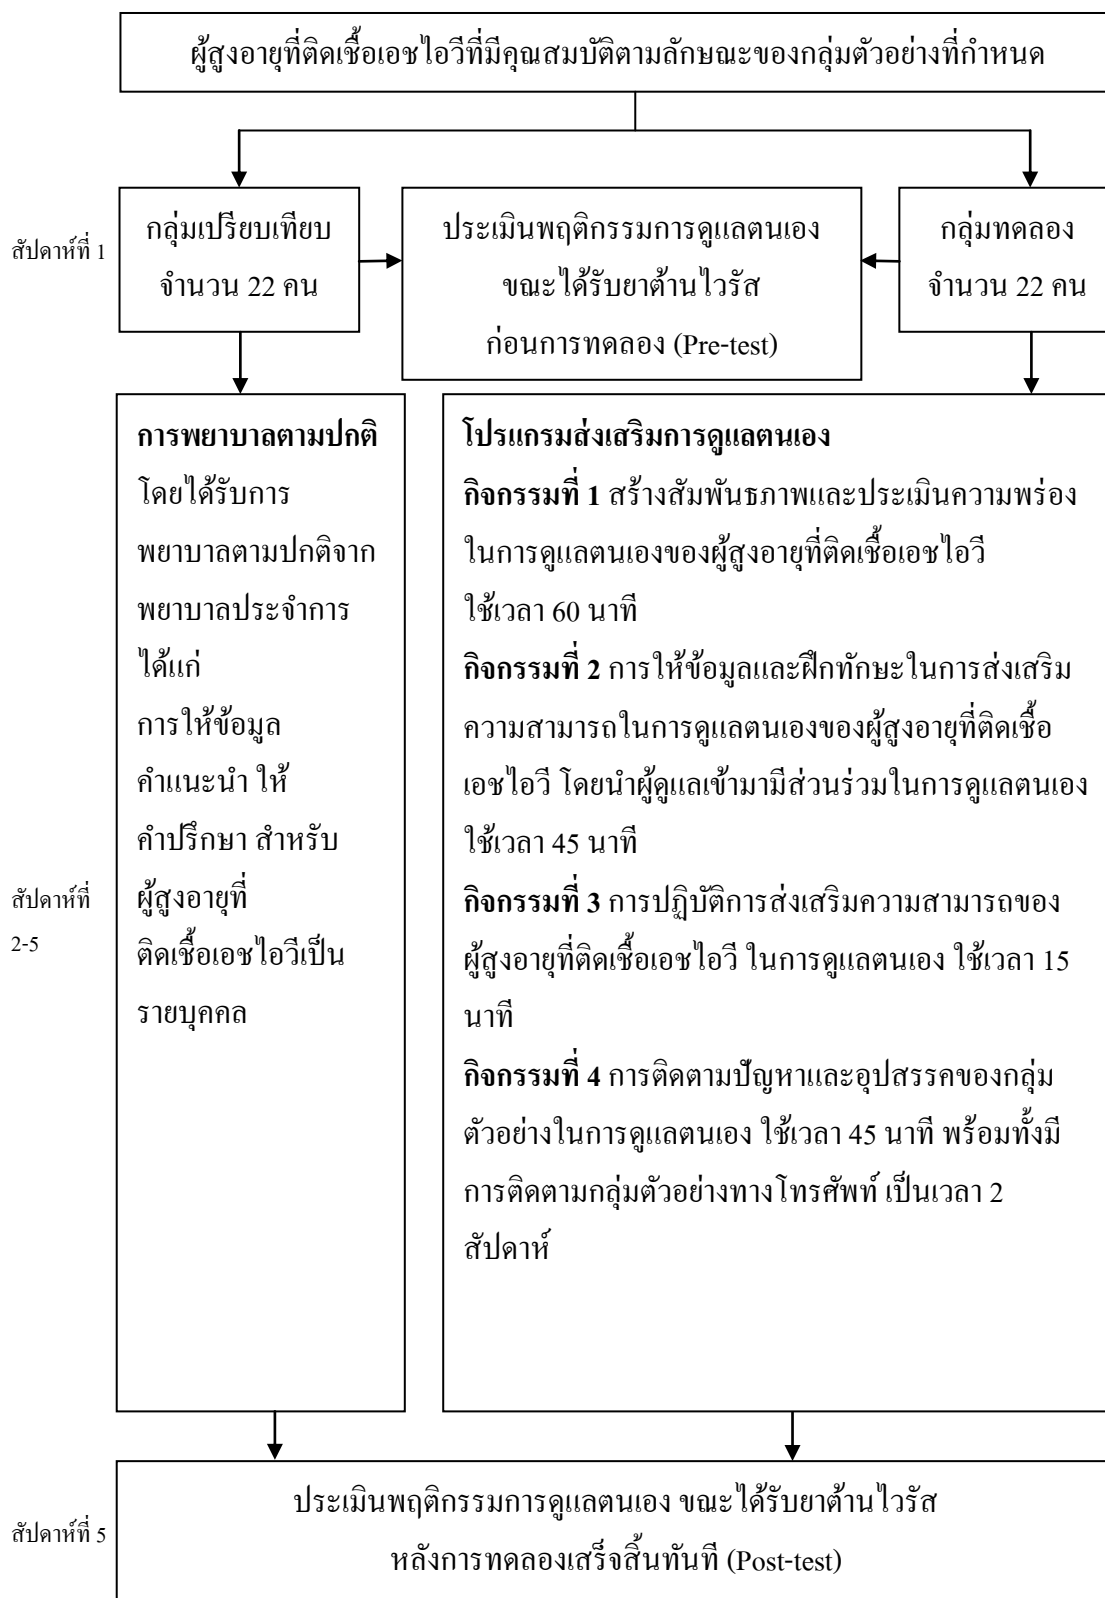 ผู้สูงอายุที่ติดเชื้อเอชไอวีที่มีคุณสมบัติตามลักษณะของกลุ่มตัวอย่างที่กำหนด
สัปดาห์ที่ 1
กลุ่มเปรียบเทียบ
จำนวน 22 คน
ประเมินพฤติกรรมการดูแลตนเอง
ขณะได้รับยาต้านไวรัส
ก่อนการทดลอง (Pre-test)
กลุ่มทดลอง
จำนวน 22 คน
สัปดาห์ที่
2-5
การพยาบาลตามปกติ
โดยได้รับการ
พยาบาลตามปกติจาก
พยาบาลประจำการ
ได้แก่
การให้ข้อมูล
คำแนะนำ ให้
คำปรึกษา สำหรับ
ผู้สูงอายุที่
ติดเชื้อเอชไอวีเป็น
รายบุคคล
โปรแกรมส่งเสริมการดูแลตนเอง
กิจกรรมที่ 1 สร้างสัมพันธภาพและประเมินความพร่อง
ในการดูแลตนเองของผู้สูงอายุที่ติดเชื้อเอชไอวี
ใช้เวลา 60 นาที
กิจกรรมที่ 2 การให้ข้อมูลและฝึกทักษะในการส่งเสริม
ความสามารถในการดูแลตนเองของผู้สูงอายุที่ติดเชื้อ
เอชไอวี โดยนำผู้ดูแลเข้ามามีส่วนร่วมในการดูแลตนเอง
ใช้เวลา 45 นาที
กิจกรรมที่ 3 การปฏิบัติการส่งเสริมความสามารถของ
ผู้สูงอายุที่ติดเชื้อเอชไอวี ในการดูแลตนเอง ใช้เวลา 15
นาที
กิจกรรมที่ 4 การติดตามปัญหาและอุปสรรคของกลุ่ม
ตัวอย่างในการดูแลตนเอง ใช้เวลา 45 นาที พร้อมทั้งมี
การติดตามกลุ่มตัวอย่างทางโทรศัพท์ เป็นเวลา 2
สัปดาห์
สัปดาห์ที่ 5
ประเมินพฤติกรรมการดูแลตนเอง ขณะได้รับยาต้านไวรัส
หลังการทดลองเสร็จสิ้นทันที (Post-test)